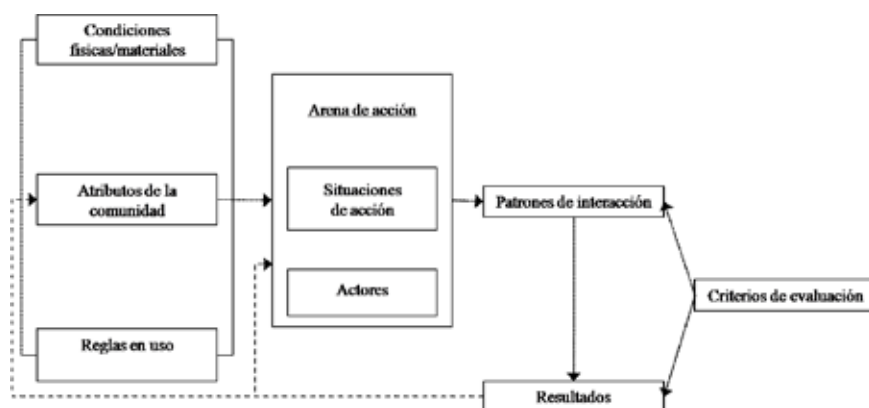 Condiciones
físicas/materiales
Arena de acción
Atributos de la
comunidad
Situaciones
de acción
Patrones de interacción
Actores
Criterios de evaluación
Reglas en uso
Resultados